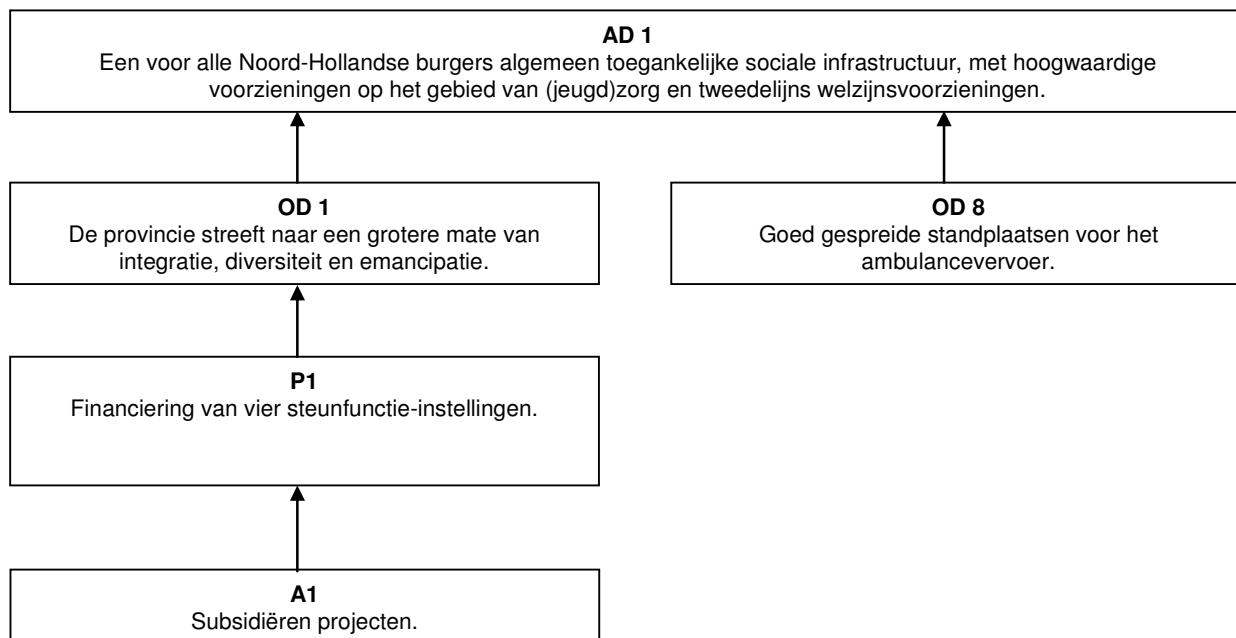 AD 1
Een voor alle Noord-Hollandse burgers algemeen toegankelijke sociale infrastructuur, met hoogwaardige
voorzieningen op het gebied van (jeugd)zorg en tweedelijns welzijnsvoorzieningen.
OD 1
De provincie streeft naar een grotere mate van
integratie, diversiteit en emancipatie.
OD 8
Goed gespreide standplaatsen voor het
ambulancevervoer.
P1
Financiering van vier steunfunctie-instellingen.
A1
Subsidiëren projecten.